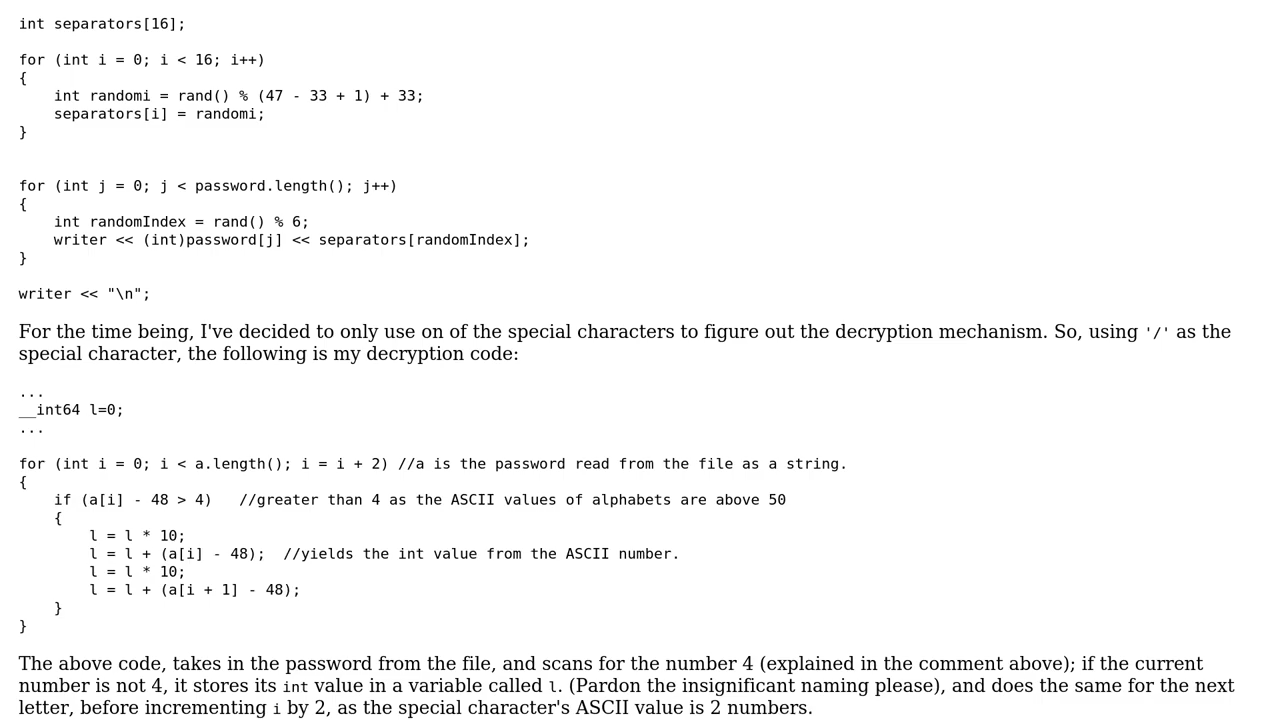 int separators[16];
for (int i = 0; i < 16; i++)
{
int randomi = rand() % (47 - 33 + 1) + 33;
separators[i] = randomi;
}
for (int j = 0; j < password.length(); j++)
{
int randomIndex = rand() % 6;
writer << (int)password[j] << separators[randomIndex];
}
writer << "\n";
For the time being, I've decided to only use on of the special characters to figure out the decryption mechanism. So, using '/' as the
special character, the following is my decryption code:
...
__int64 l=0;
...
for (int i = 0; i < a.length(); i = i + 2) //a is the password read from the file as a string.
{
if (a[i] - 48 > 4)   //greater than 4 as the ASCII values of alphabets are above 50
{
l = l * 10;
l = l + (a[i] - 48);  //yields the int value from the ASCII number.
l = l * 10;
l = l + (a[i + 1] - 48);
}
}
The above code, takes in the password from the file, and scans for the number 4 (explained in the comment above); if the current
number is not 4, it stores its int value in a variable called l. (Pardon the insignificant naming please), and does the same for the next
letter, before incrementing i by 2, as the special character's ASCII value is 2 numbers.